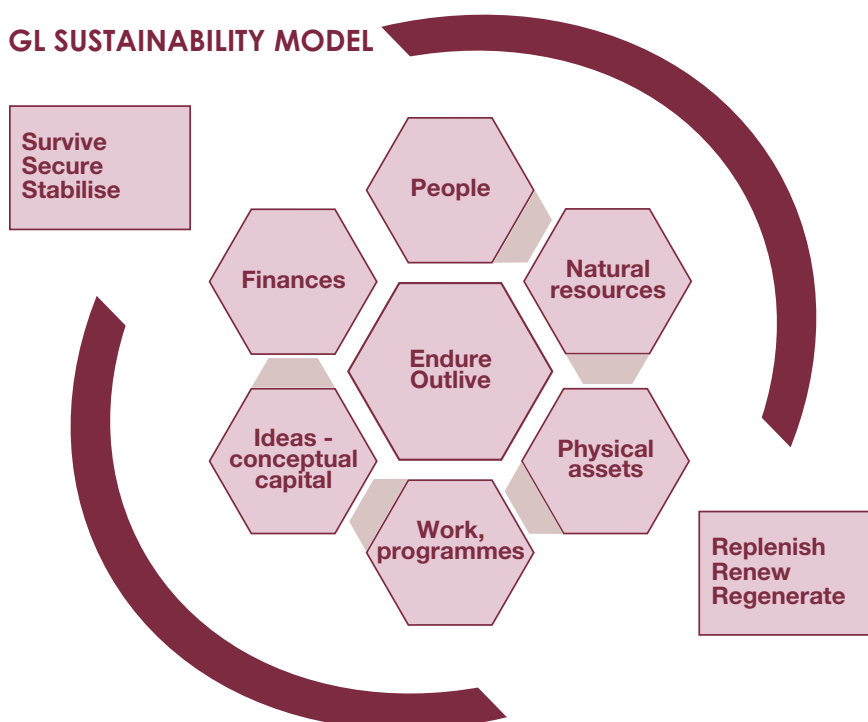 GL SUSTAINABILITY MODEL
Survive
Secure
Stabilise
People
Natural
resources
Finances
Endure
Outlive
Ideas -
conceptual
capital
Physical
assets
Work,
programmes
Replenish
Renew
Regenerate